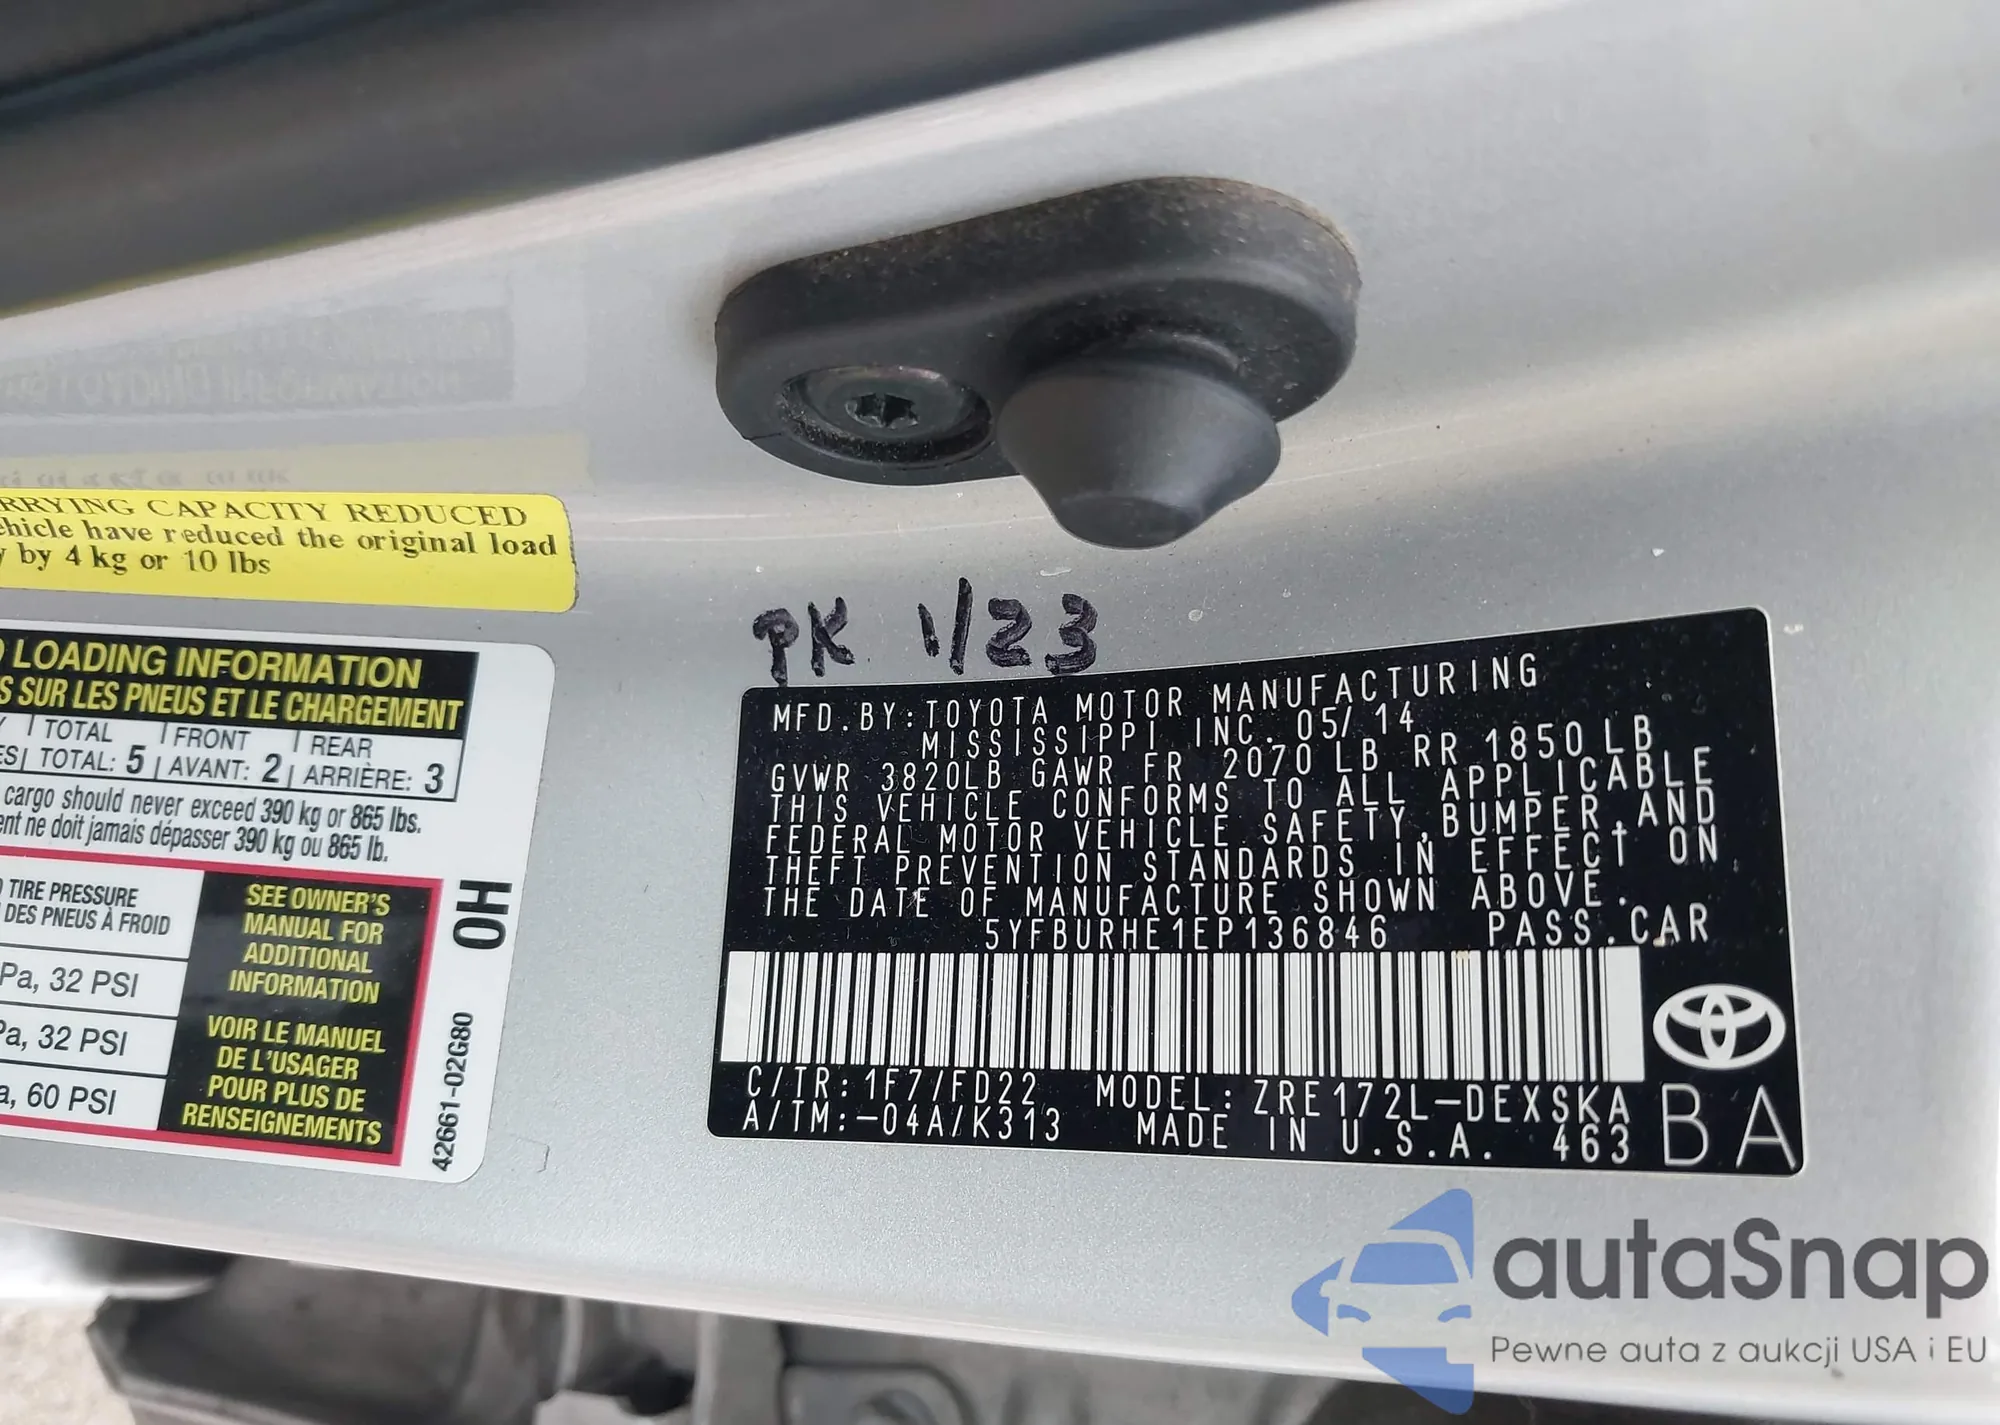 RRYING CAPACITY REDUCED
ehicle have reduced the original load
y by 4 kg or 10 lbs
LOADING INFORMATION
S SUR LES PNEUS ET LE CHARGEMENT
TOTAL FRONT REAR
TOTAL: 5 AVANT: 2 ARRIÈRE: 3
cargo should never exceed 390 kg or 865 lbs.
ent ne doit jamais dépasser 390 kg ou 865 lb.
TIRE PRESSURE
DES PNEUS À FROID
Pa, 32 PSI
Pa, 32 PSI
a, 60 PSI
SEE OWNER'S
MANUAL FOR
ADDITIONAL
INFORMATION
VOIR LE MANUEL
DE L'USAGER
POUR PLUS DE
RENSEIGNEMENTS
0H
42661-02G80
PK 1/23
MFD.BY:TOYOTA MOTOR MANUFACTURING
MISSISSIPPI INC. 05/14
GVWR 3820LB GAWR FR 2070 LB RR 1850 LB
THIS VEHICLE CONFORMS TO ALL APPLICABLE
FEDERAL MOTOR VEHICLE SAFETY, BUMPER, AND
THEFT PREVENTION STANDARDS IN EFFECT ON
THE DATE OF MANUFACTURE SHOWN ABOVE.
5YFBURHE1EP136846 PASS.CAR
C/TR:1F7/FD22 MODEL:ZRE172L-DEXSKA
A/TM:-04A/K313 MADE IN U.S.A. 463
BA
autaSnap
Pewne auta z aukcji USA i EU